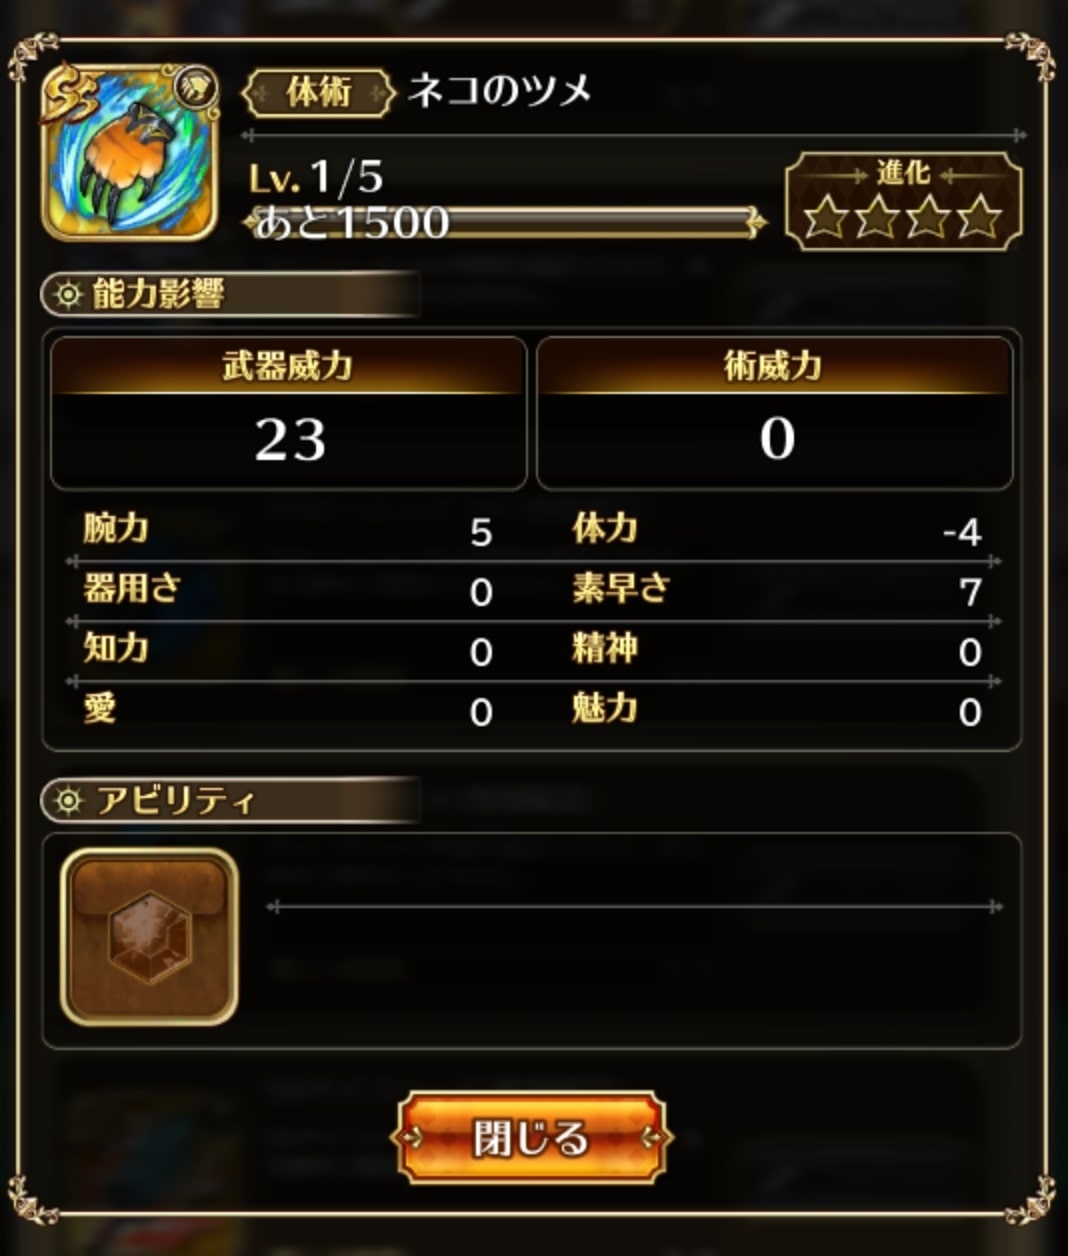 SS
体術 ネコのツメ
Lv. 1/5
あと1500
進化
能力影響
武器威力 術威力
23 0
腕力 5 体力 -4
器用さ 0 素早さ 7
知力 0 精神 0
愛 0 魅力 0
アビリティ
閉じる